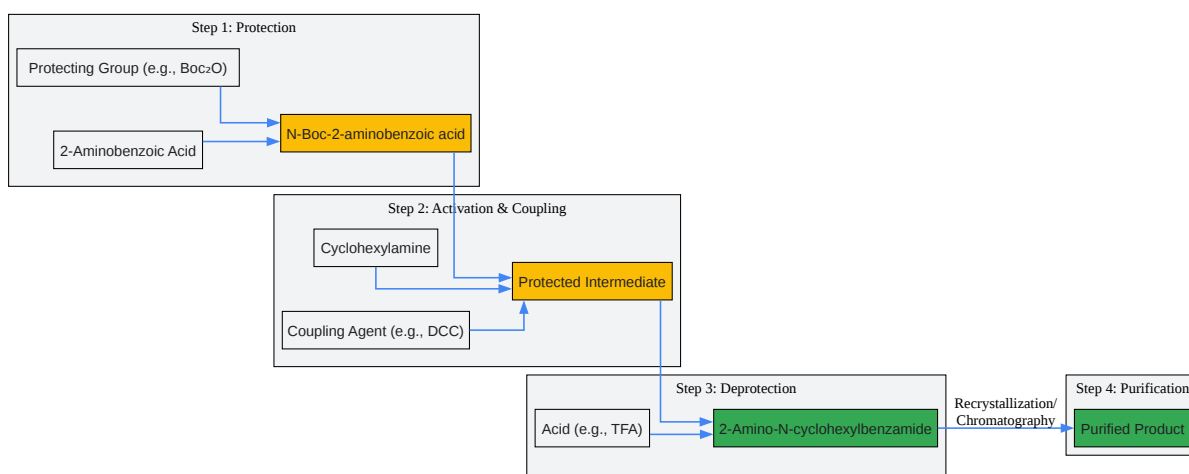 Step 1: Protection
Protecting Group (e.g., Boc₂O)
N-Boc-2-aminobenzoic acid
2-Aminobenzoic Acid
Step 2: Activation & Coupling
Cyclohexylamine
Protected Intermediate
Coupling Agent (e.g., DCC)
Step 3: Deprotection
Acid (e.g., TFA)
2-Amino-N-cyclohexylbenzamide
Recrystallization/
Chromatography
Step 4: Purification
Purified Product